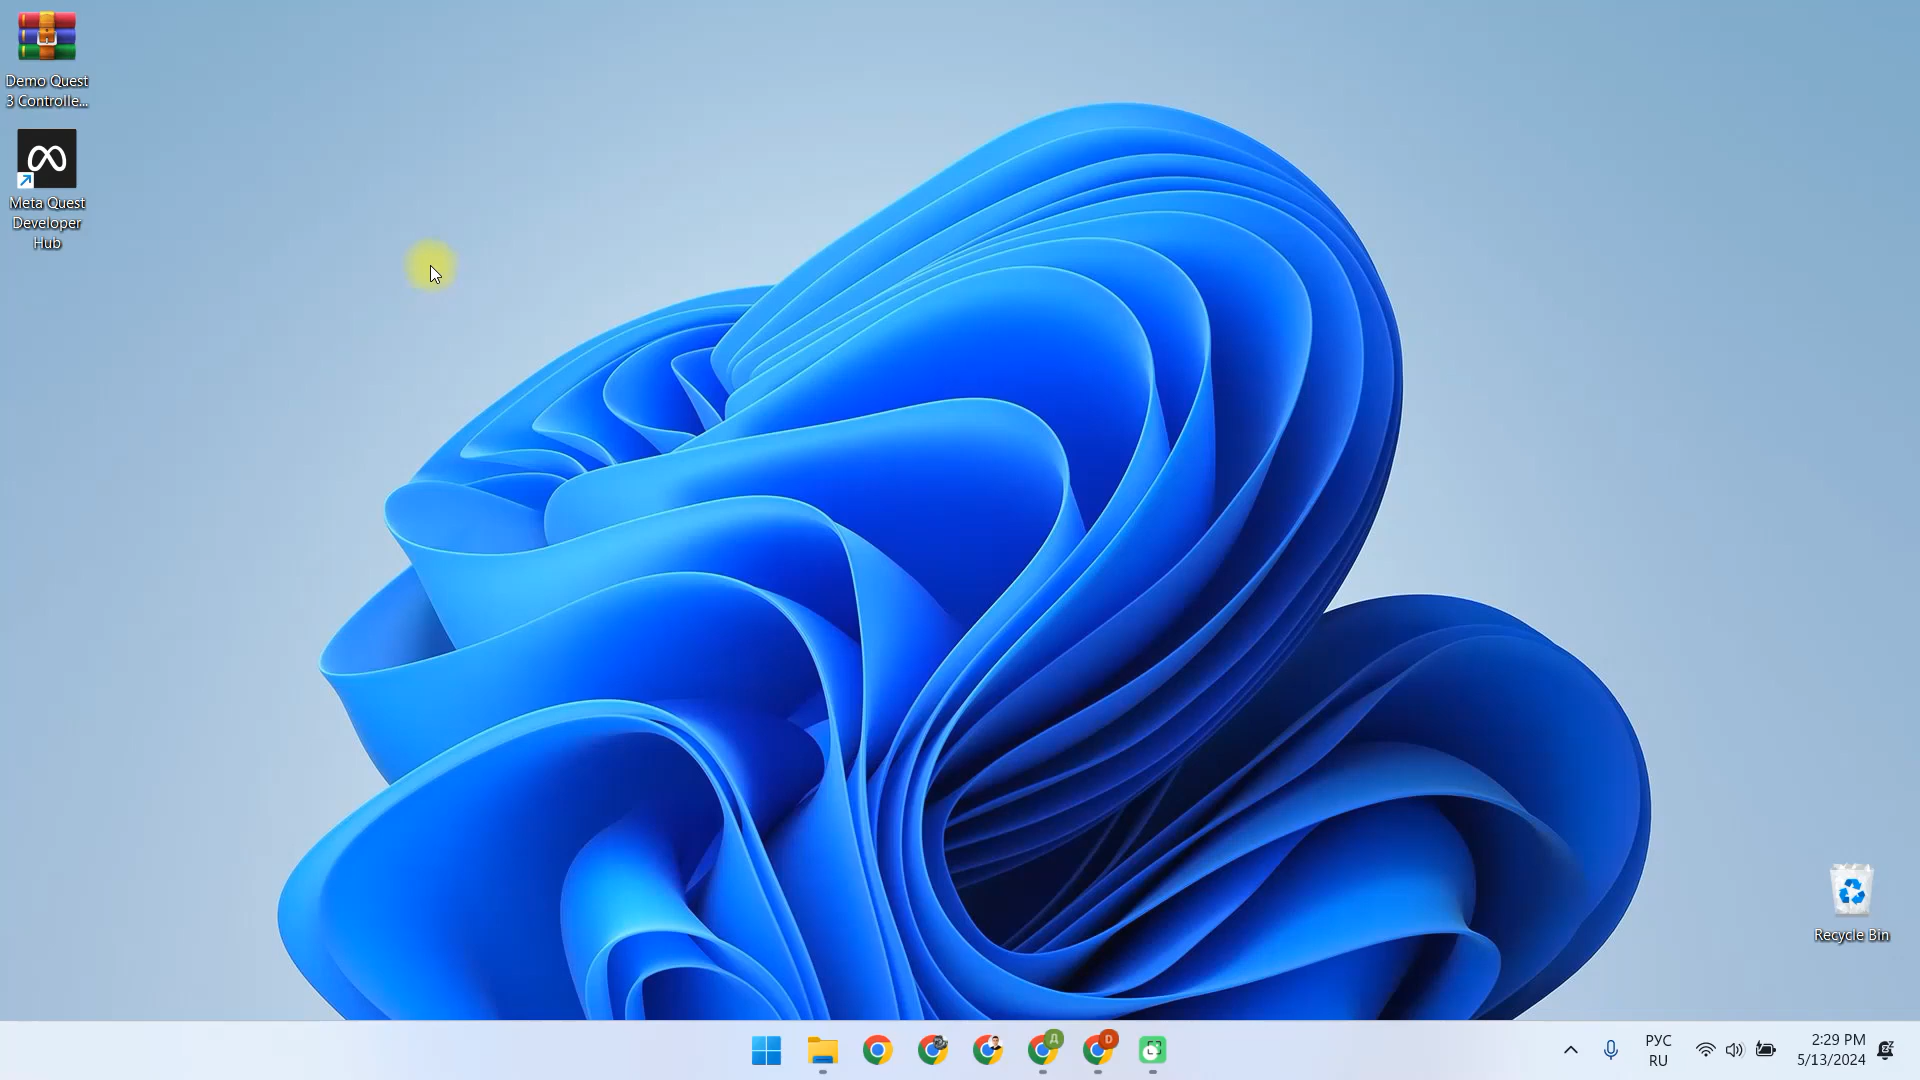 Demo Quest
3 Controlle...
Meta Quest
Developer
Hub
Recycle Bin
Д
D
РУС
RU
2:29 PM
5/13/2024